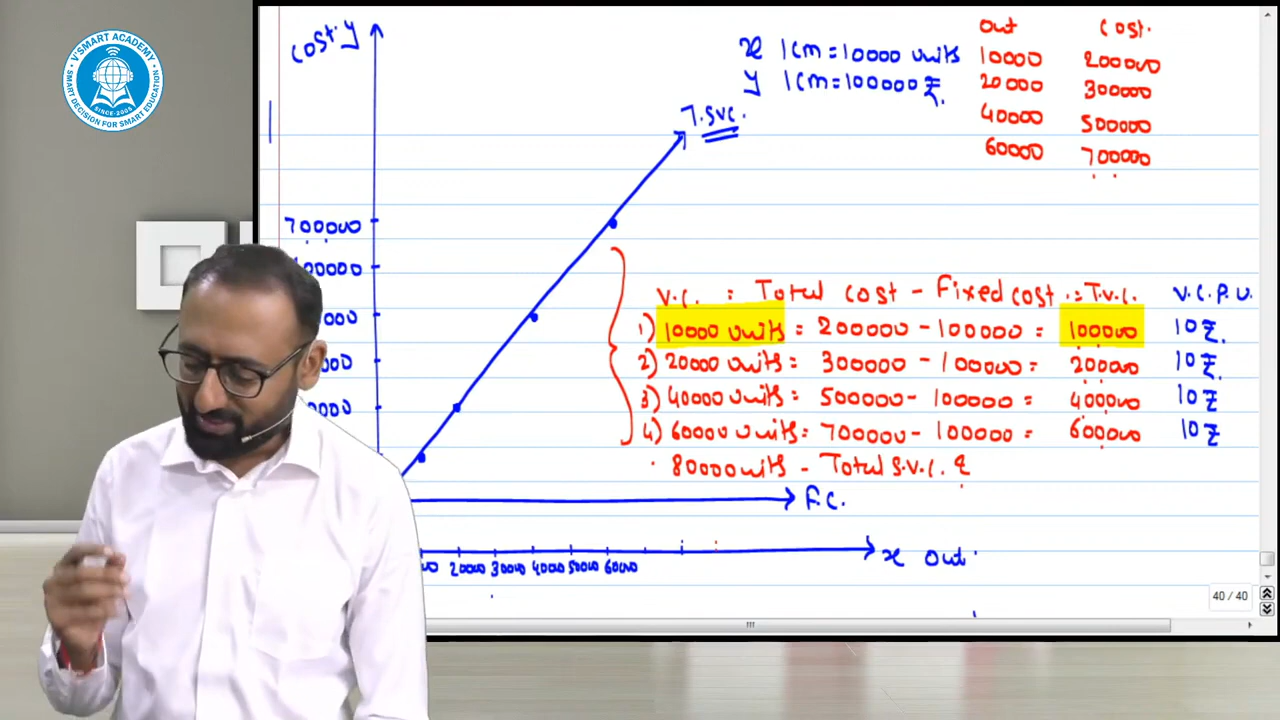 V'SMART ACADEMY
SMART DECISION FOR SMART EDUCATION
SINCE-2005
Cost y
x 1cm = 10000 units
y 1cm = 100000 ₹.
Out Cost.
10000 200000
20000 300000
40000 500000
60000 700000
T.SVC.
700000
V.C. : Total cost - Fixed cost := T.V.C. V.C.P.U.
1) 10000 units = 200000 - 100000 = 100000 10 ₹.
2) 20000 units = 300000 - 100000 = 200000 10 ₹.
3) 40000 units = 500000 - 100000 = 400000 10 ₹
4) 60000 units = 700000 - 100000 = 600000 10 ₹
80000 units - Total S.V.C. ?
F.C.
20000 30000 40000 50000 60000
x out
40 / 40